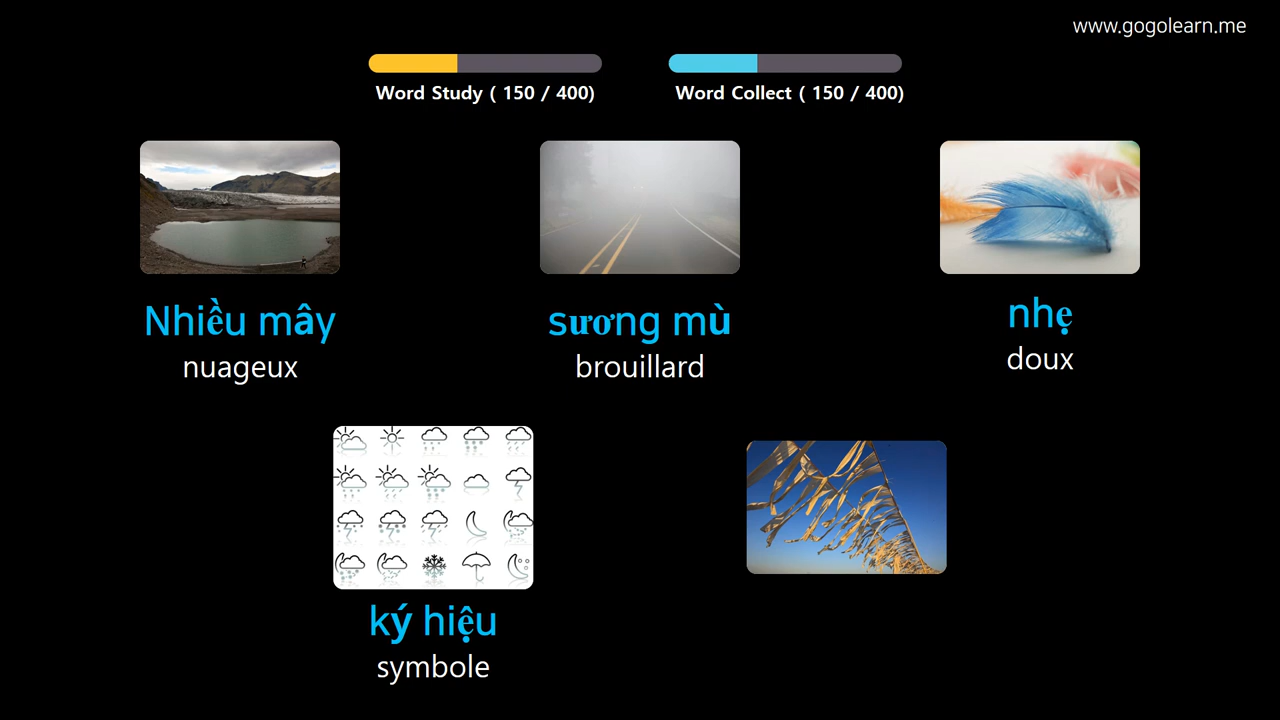 www.gogolearn.me
Word Study ( 150 / 400)
Word Collect ( 150 / 400)
Nhiều mây
nuageux
sương mù
brouillard
nhẹ
doux
ký hiệu
symbole